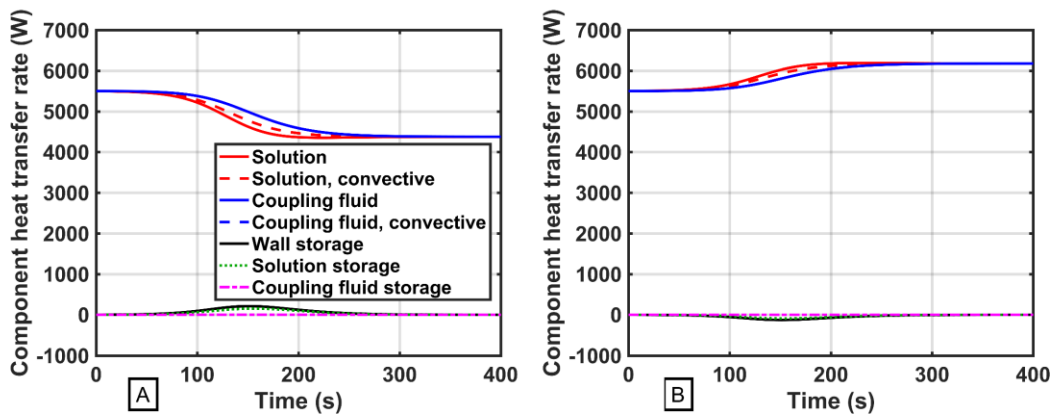 Component heat transfer rate (W)
7000
6000
5000
4000
3000
2000
1000
0
-1000
Solution
Solution, convective
Coupling fluid
Coupling fluid, convective
Wall storage
Solution storage
Coupling fluid storage
0 100 200 300 400
A
Time (s)
Component heat transfer rate (W)
7000
6000
5000
4000
3000
2000
1000
0
-1000
0 100 200 300 400
B
Time (s)